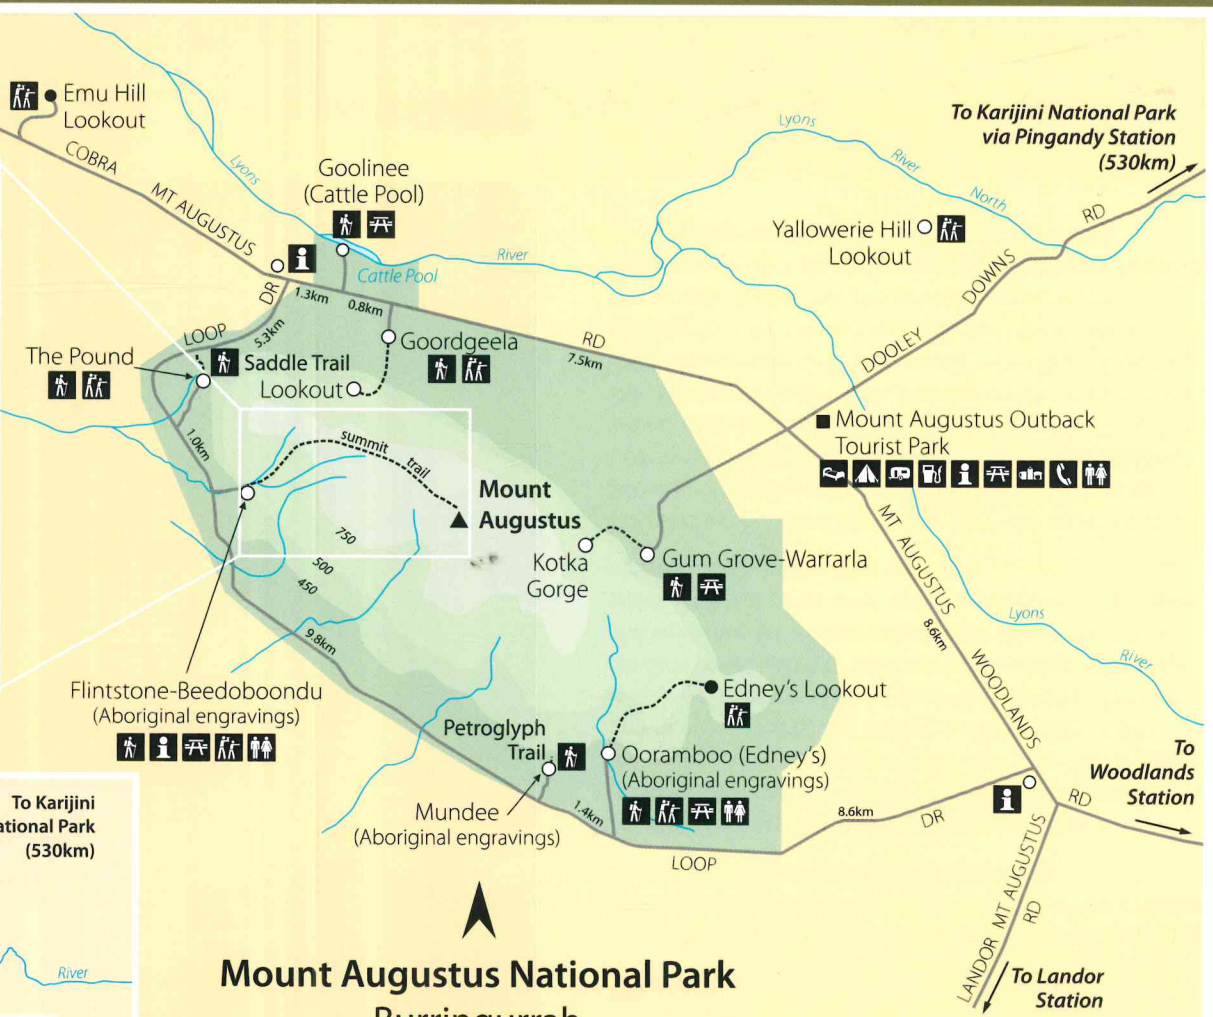 Emu Hill
Lookout
COBRA
MT AUGUSTUS
Lyons
Goolinee
(Cattle Pool)
Cattle Pool
River
Lyons
River
North
To Karijini National Park
via Pingandy Station
(530km)
RD
Yallowerie Hill
Lookout
DOWNS
DOOLEY
DR
1.3km
0.8km
LOOP
5.3km
RD
7.5km
The Pound
Saddle Trail
Lookout
Goordgeela
1.0km
summit
trail
Mount
Augustus
Mount Augustus Outback
Tourist Park
750
500
450
Kotka
Gorge
Gum Grove-Warrarla
MT AUGUSTUS
8.6km
WOODLANDS
Lyons
River
9.8km
Flintstone-Beedoboondu
(Aboriginal engravings)
Edney's Lookout
Petroglyph
Trail
Ooramboo (Edney's)
(Aboriginal engravings)
Mundee
(Aboriginal engravings)
1.4km
LOOP
8.6km
DR
RD
To
Woodlands
Station
LANDOR MT AUGUSTUS
RD
To Landor
Station
To Karijini
ational Park
(530km)
River
Mount Augustus National Park